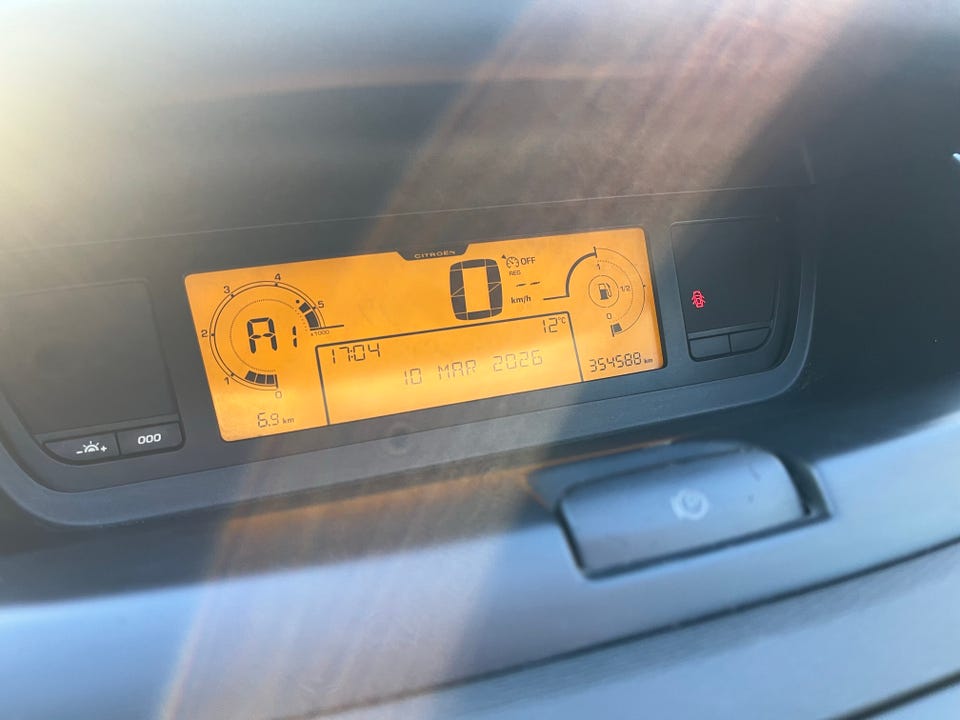 CITROËN
4
3
5
2
x1000
1
0
A1
0
OFF
REG
-- --
km/h
1
1/2
0
17:04
12°C
10 MAR 2026
6.9 km
354588 km
- +
000